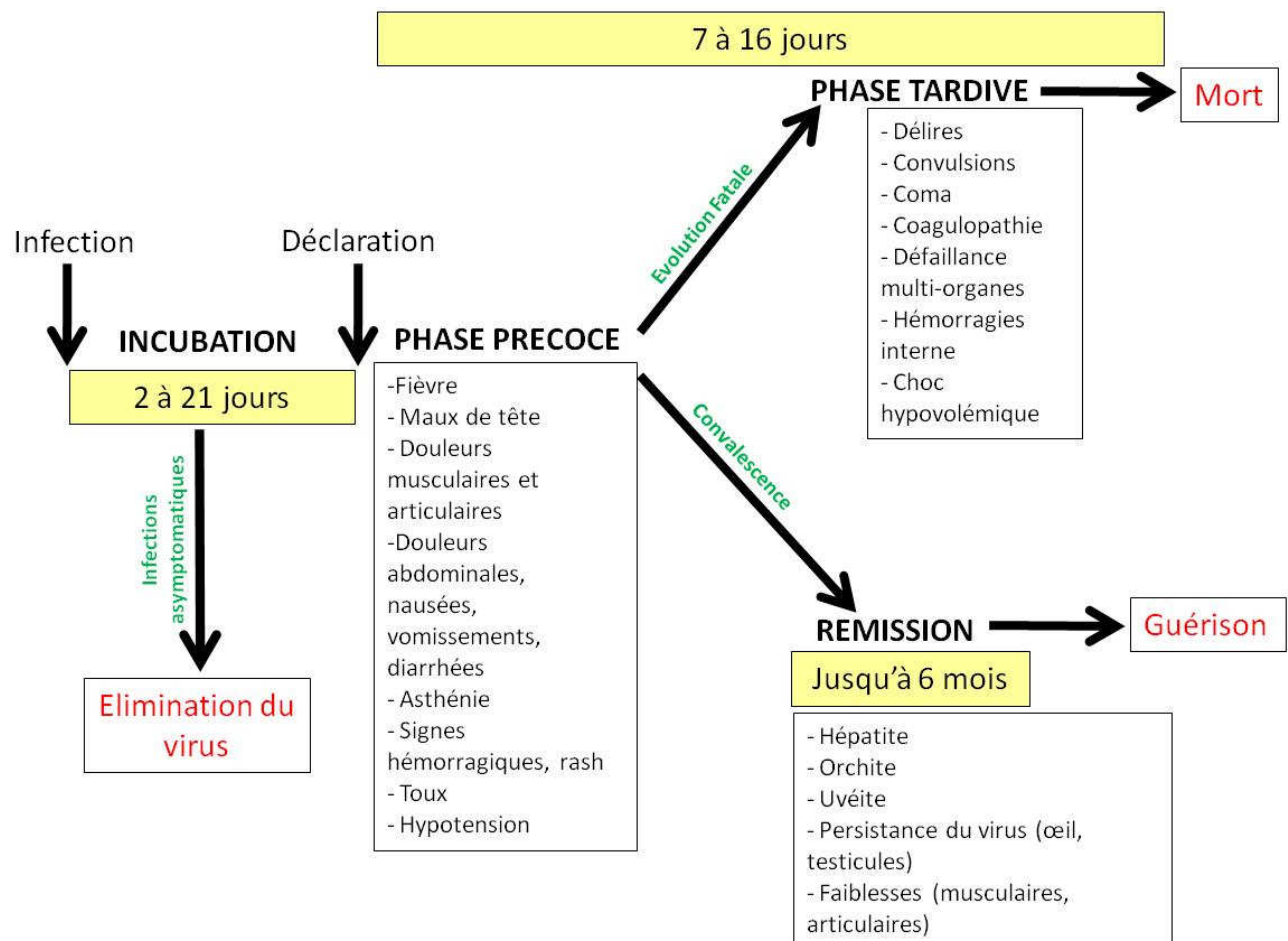 7 à 16 jours
PHASE TARDIVE
Mort
- Délires
- Convulsions
- Coma
- Coagulopathie
- Défaillance
multi-organes
- Hémorragies
interne
- Choc
hypovolémique
Evolution Fatale
Infection
Déclaration
INCUBATION
2 à 21 jours
PHASE PRECOCE
-Fièvre
- Maux de tête
- Douleurs
musculaires et
articulaires
-Douleurs
abdominales,
nausées,
vomissements,
diarrhées
- Asthénie
- Signes
hémorragiques, rash
- Toux
- Hypotension
Infections
asymptomatiques
Elimination du
virus
Convalescence
REMISSION
Guérison
Jusqu'à 6 mois
- Hépatite
- Orchite
- Uvéite
- Persistance du virus (œil,
testicules)
- Faiblesses (musculaires,
articulaires)